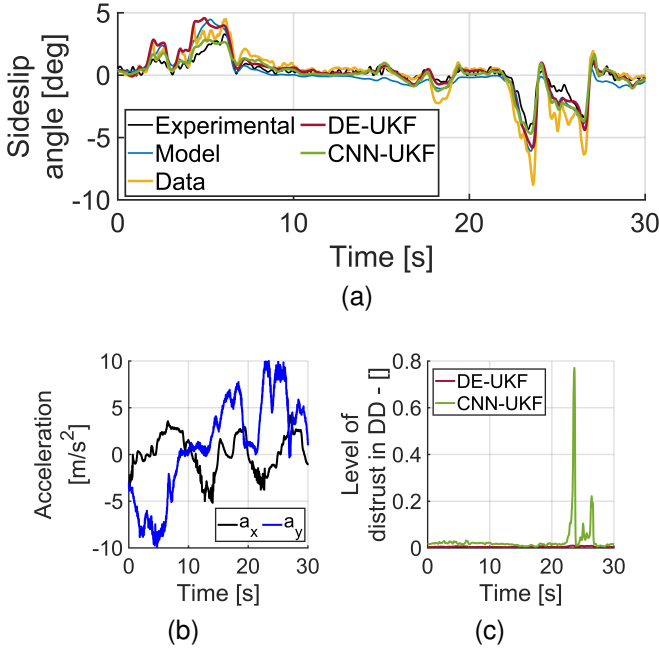 5
0
-5
-10
Sideslip
angle [deg]
Experimental
Model
Data
DE-UKF
CNN-UKF
0 10 20 30
Time [s]
(a)
10
5
0
-5
-10
Acceleration
[m/s²]
a_x a_y
0 10 20 30
Time [s]
(b)
0.8
0.6
0.4
0.2
0
Level of
distrust in DD - []
DE-UKF
CNN-UKF
0 10 20 30
Time [s]
(c)